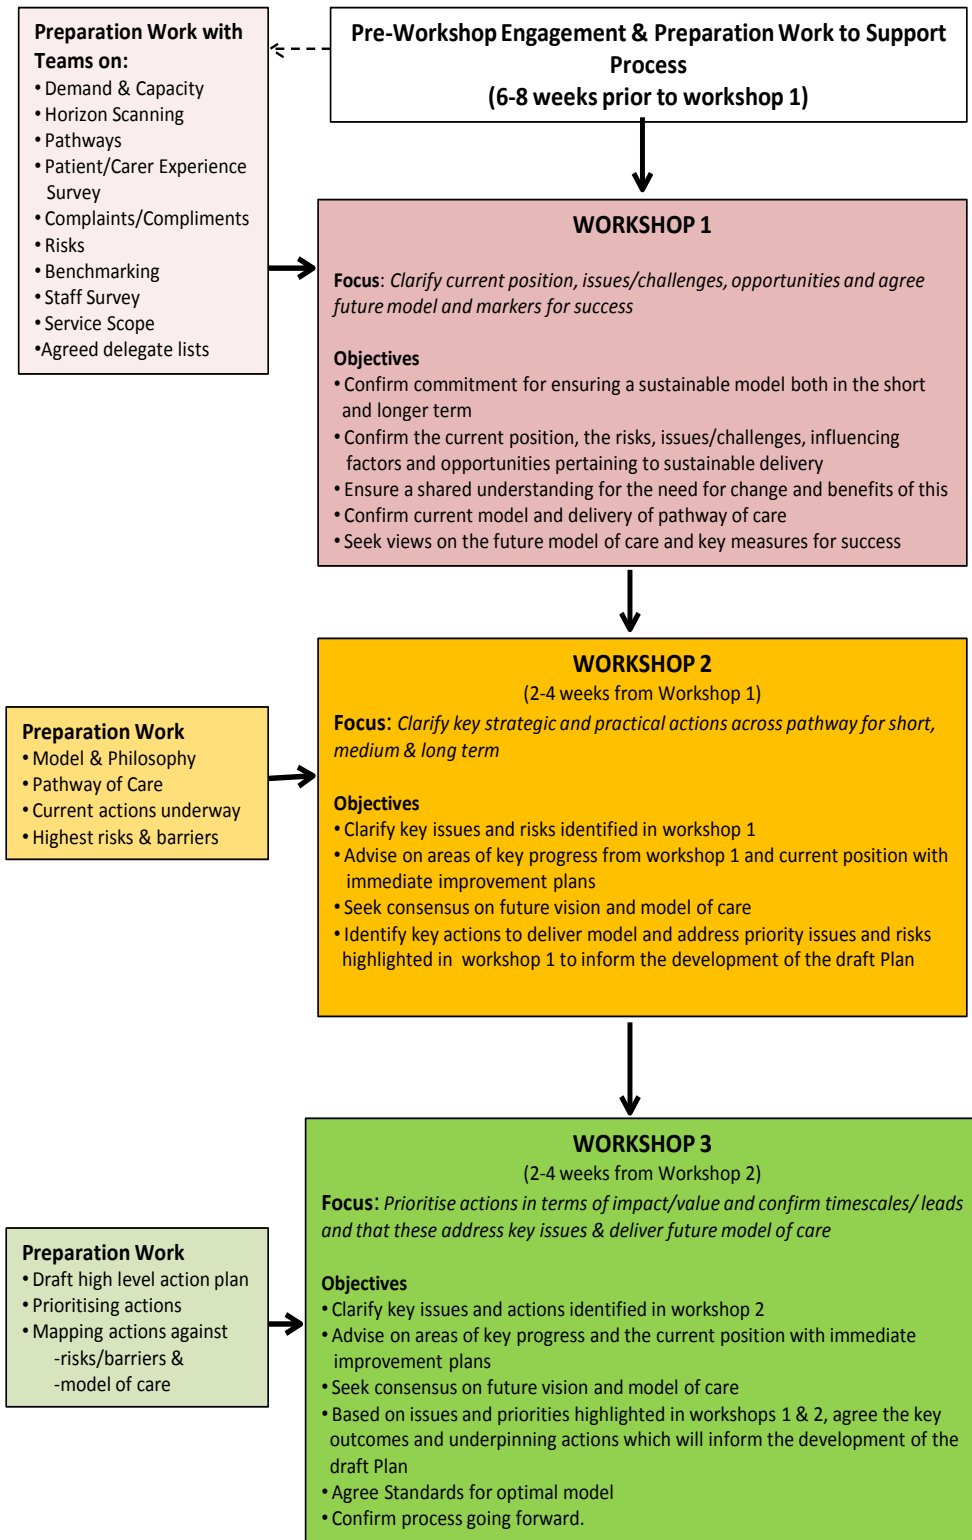 Preparation Work with
Teams on:
• Demand & Capacity
• Horizon Scanning
• Pathways
• Patient/Carer Experience
Survey
• Complaints/Compliments
• Risks
• Benchmarking
• Staff Survey
• Service Scope
•Agreed delegate lists
Pre-Workshop Engagement & Preparation Work to Support
Process
(6-8 weeks prior to workshop 1)
WORKSHOP 1
Focus: Clarify current position, issues/challenges, opportunities and agree
future model and markers for success
Objectives
• Confirm commitment for ensuring a sustainable model both in the short
and longer term
• Confirm the current position, the risks, issues/challenges, influencing
factors and opportunities pertaining to sustainable delivery
• Ensure a shared understanding for the need for change and benefits of this
• Confirm current model and delivery of pathway of care
• Seek views on the future model of care and key measures for success
Preparation Work
• Model & Philosophy
• Pathway of Care
• Current actions underway
• Highest risks & barriers
WORKSHOP 2
(2-4 weeks from Workshop 1)
Focus: Clarify key strategic and practical actions across pathway for short,
medium & long term
Objectives
• Clarify key issues and risks identified in workshop 1
• Advise on areas of key progress from workshop 1 and current position with
immediate improvement plans
• Seek consensus on future vision and model of care
• Identify key actions to deliver model and address priority issues and risks
highlighted in workshop 1 to inform the development of the draft Plan
Preparation Work
• Draft high level action plan
• Prioritising actions
• Mapping actions against
-risks/barriers &
-model of care
WORKSHOP 3
(2-4 weeks from Workshop 2)
Focus: Prioritise actions in terms of impact/value and confirm timescales/ leads
and that these address key issues & deliver future model of care
Objectives
• Clarify key issues and actions identified in workshop 2
• Advise on areas of key progress and the current position with immediate
improvement plans
• Seek consensus on future vision and model of care
• Based on issues and priorities highlighted in workshops 1 & 2, agree the key
outcomes and underpinning actions which will inform the development of the
draft Plan
• Agree Standards for optimal model
• Confirm process going forward.